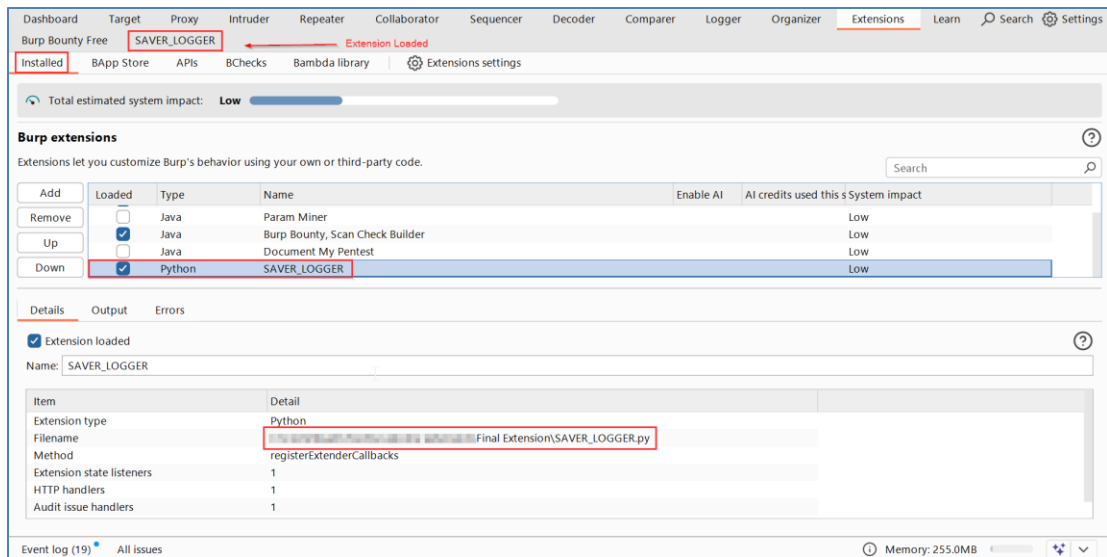 Dashboard Target Proxy Intruder Repeater Collaborator Sequencer Decoder Comparer Logger Organizer Extensions Learn Search Settings
Burp Bounty Free SAVER_LOGGER Extension Loaded
Installed BApp Store APIs BChecks Bambda library Extensions settings
Total estimated system impact: Low
Burp extensions
Extensions let you customize Burp's behavior using your own or third-party code.
Search
Add Loaded Type Name Enable AI AI credits used this s System impact
Remove Java Param Miner Low
Up Java Burp Bounty, Scan Check Builder Low
Java Document My Pentest Low
Down Python SAVER_LOGGER Low
Details Output Errors
Extension loaded
Name: SAVER_LOGGER
Item Detail
Extension type Python
Filename Final Extension\SAVER_LOGGER.py
Method registerExtenderCallbacks
Extension state listeners 1
HTTP handlers 1
Audit issue handlers 1
Event log (19) All issues Memory: 255.0MB